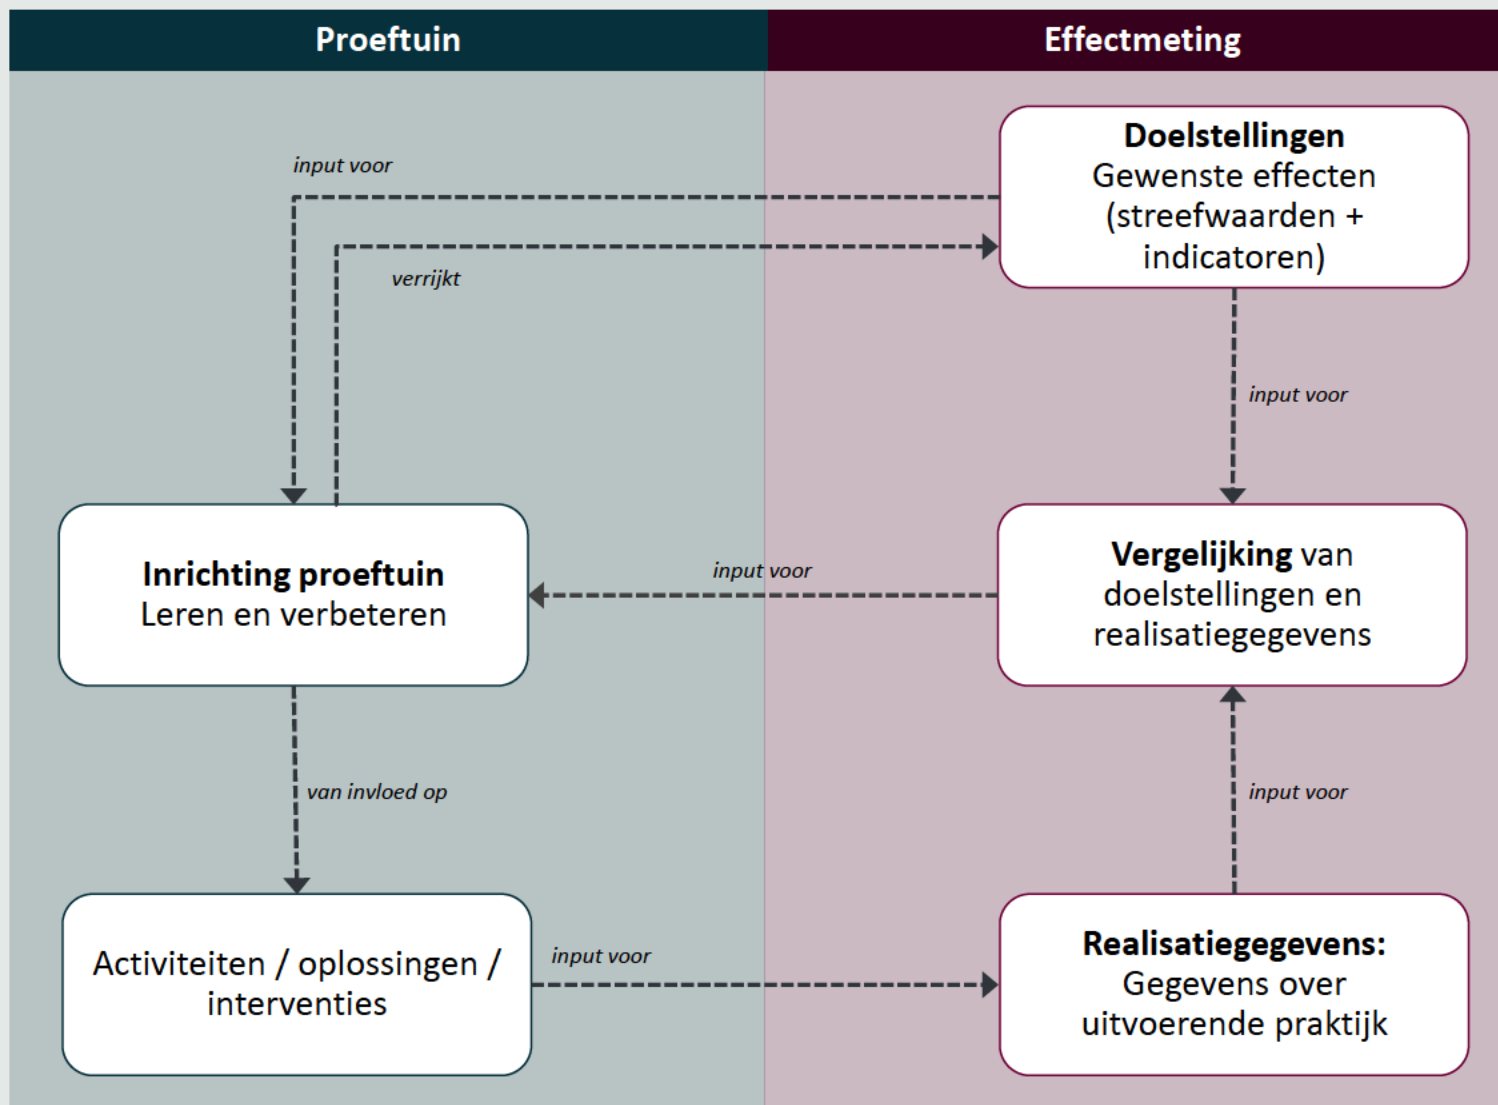 Proeftuin
Effectmeting
Doelstellingen
Gewenste effecten
(streefwaarden +
indicatoren)
input voor
verrijkt
input voor
Inrichting proeftuin
Leren en verbeteren
input voor
Vergelijking van
doelstellingen en
realisatiegegevens
van invloed op
input voor
Activiteiten / oplossingen /
interventies
input voor
Realisatiegegevens:
Gegevens over
uitvoerende praktijk